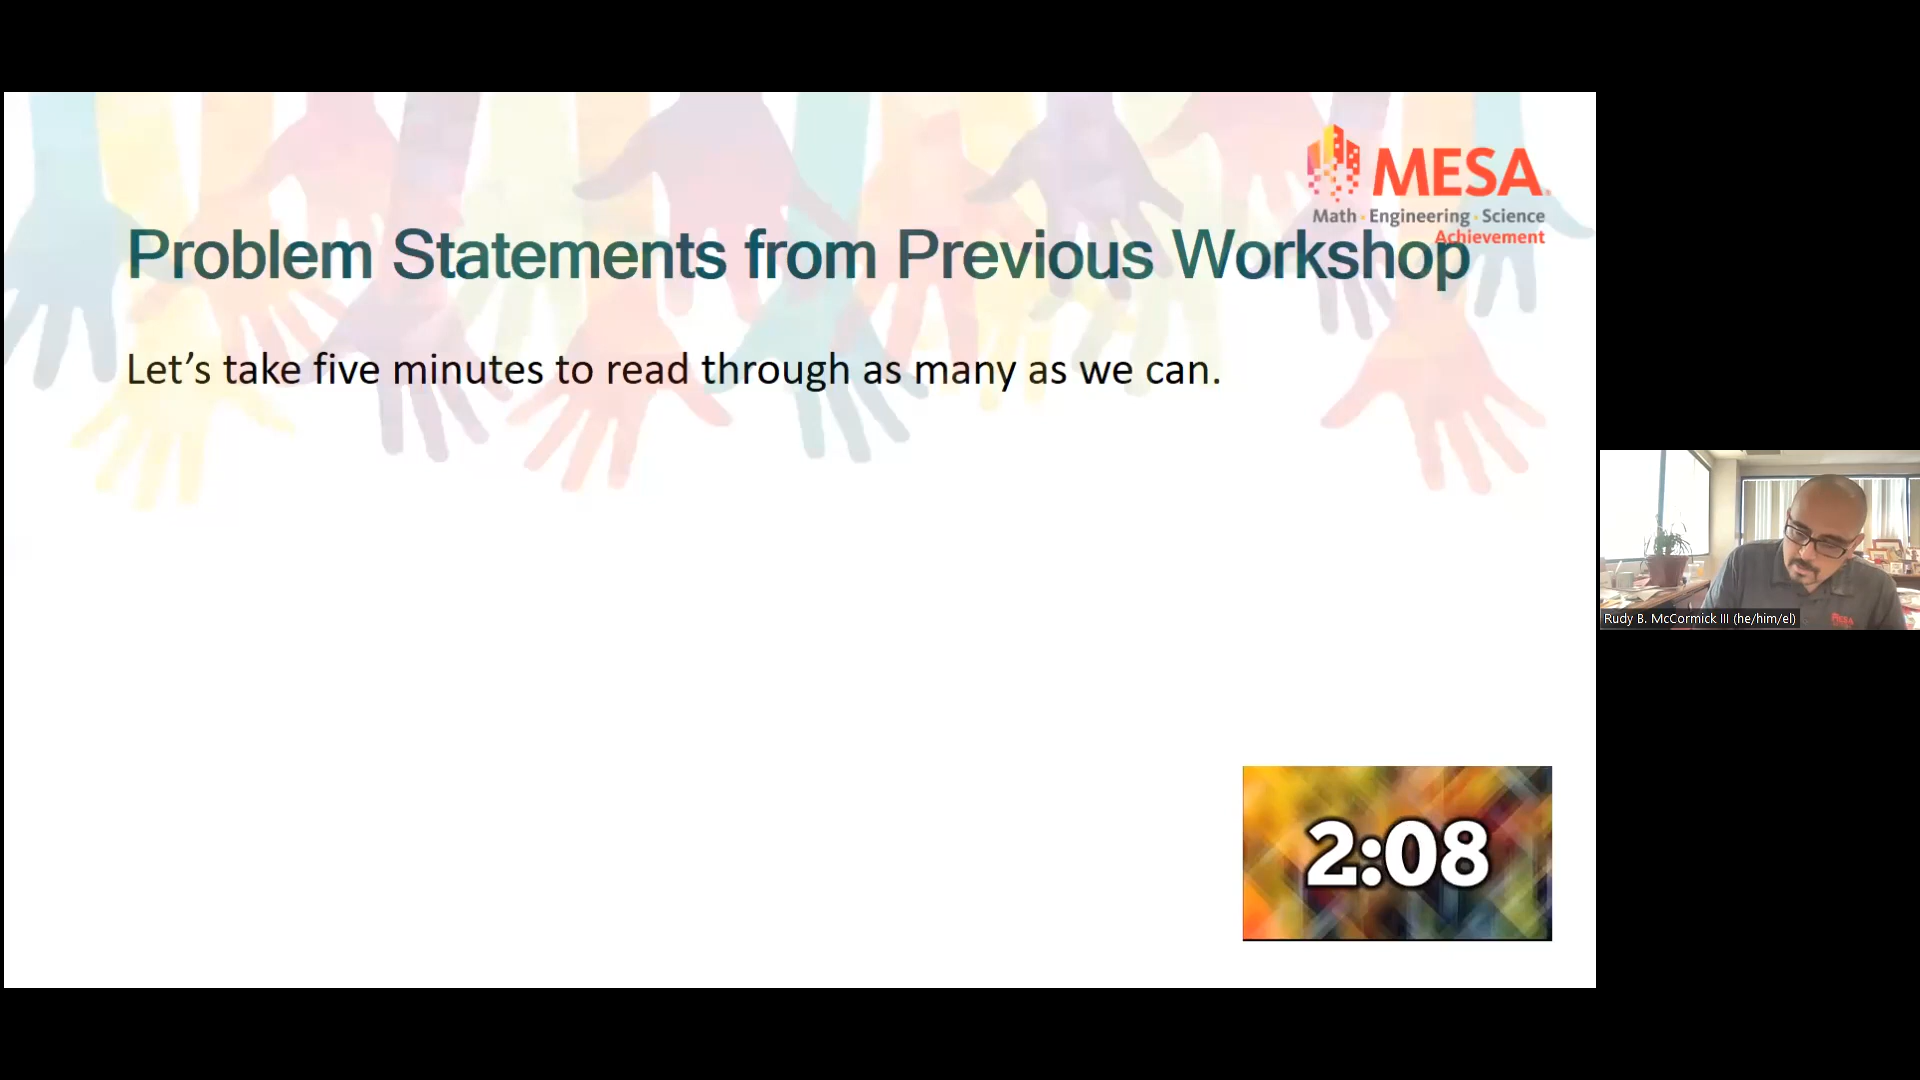 MESA
Math · Engineering · Science
Achievement
Problem Statements from Previous Workshop
Let’s take five minutes to read through as many as we can.
2:08
Rudy B. McCormick III (he/him/el)
MESA